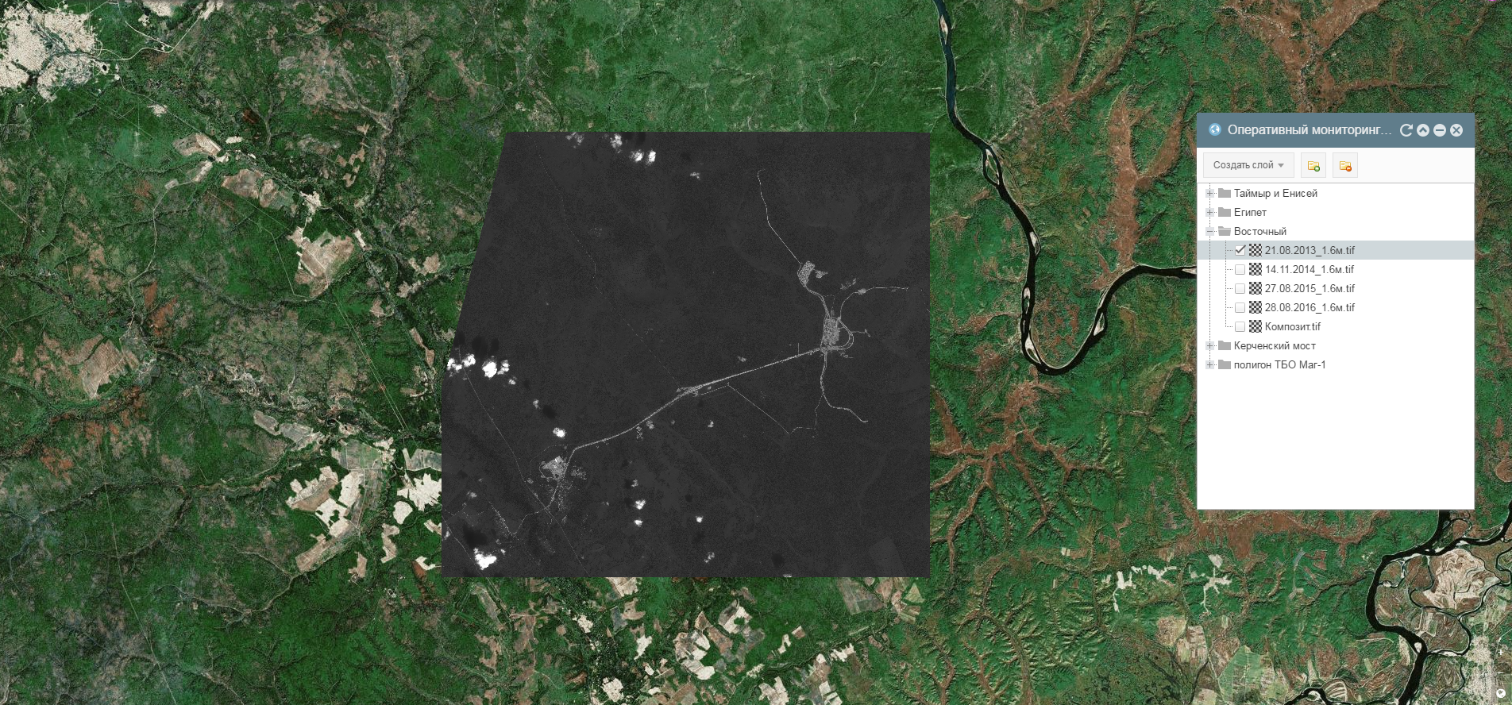 Оперативный мониторинг...
Создать слой
Таймыр и Енисей
Египет
Восточный
21.08.2013_1.6м.tif
14.11.2014_1.6м.tif
27.08.2015_1.6м.tif
28.08.2016_1.6м.tif
Композит.tif
Керченский мост
полигон ТБО Маг-1